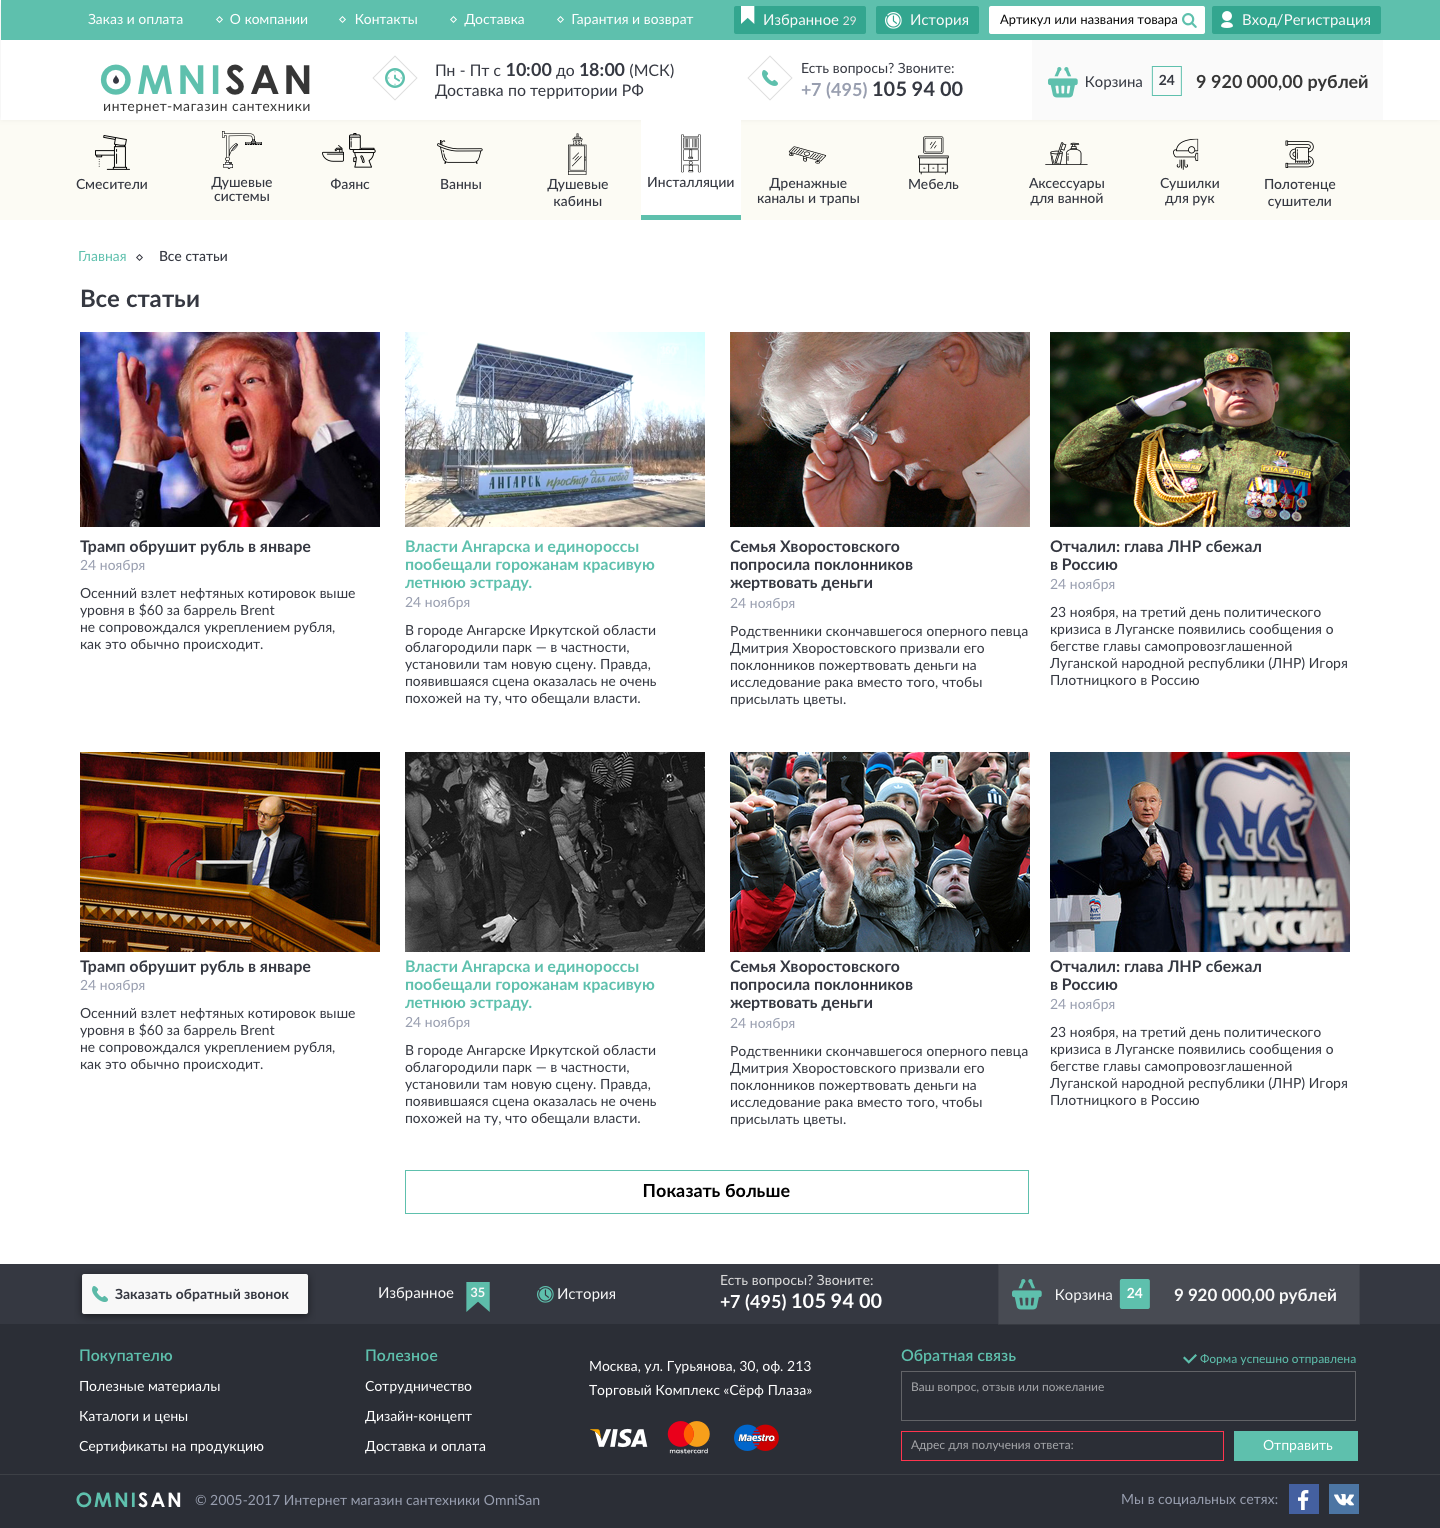 Заказ и оплата
О компании
Контакты
Доставка
Гарантия и возврат
Избранное 29
История
Артикул или названия товара
Вход/Регистрация
OMNISAN
интернет-магазин сантехники
Пн - Пт с 10:00 до 18:00 (МСК)
Доставка по территории РФ
Есть вопросы? Звоните:
+7 (495) 105 94 00
Корзина
24
9 920 000,00 рублей
Смесители
Душевые
системы
Фаянс
Ванны
Душевые
кабины
Инсталляции
Дренажные
каналы и трапы
Мебель
Аксессуары
для ванной
Сушилки
для рук
Полотенце
сушители
Главная
Все статьи
Все статьи
АНГАРСК простор для побед
ГЛАВА ЛНР
Трамп обрушит рубль в январе
24 ноября
Осенний взлет нефтяных котировок выше
уровня в $60 за баррель Brent
не сопровождался укреплением рубля,
как это обычно происходит.
Власти Ангарска и единороссы
пообещали горожанам красивую
летнюю эстраду.
24 ноября
В городе Ангарске Иркутской области
облагородили парк — в частности,
установили там новую сцену. Правда,
появившаяся сцена оказалась не очень
похожей на ту, что обещали власти.
Семья Хворостовского
попросила поклонников
жертвовать деньги
24 ноября
Родственники скончавшегося оперного певца
Дмитрия Хворостовского призвали его
поклонников пожертвовать деньги на
исследование рака вместо того, чтобы
присылать цветы.
Отчалил: глава ЛНР сбежал
в Россию
24 ноября
23 ноября, на третий день политического
кризиса в Луганске появились сообщения о
бегстве главы самопровозглашенной
Луганской народной республики (ЛНР) Игоря
Плотницкого в Россию
ЕДИНАЯ
РОССИЯ
Трамп обрушит рубль в январе
24 ноября
Осенний взлет нефтяных котировок выше
уровня в $60 за баррель Brent
не сопровождался укреплением рубля,
как это обычно происходит.
Власти Ангарска и единороссы
пообещали горожанам красивую
летнюю эстраду.
24 ноября
В городе Ангарске Иркутской области
облагородили парк — в частности,
установили там новую сцену. Правда,
появившаяся сцена оказалась не очень
похожей на ту, что обещали власти.
Семья Хворостовского
попросила поклонников
жертвовать деньги
24 ноября
Родственники скончавшегося оперного певца
Дмитрия Хворостовского призвали его
поклонников пожертвовать деньги на
исследование рака вместо того, чтобы
присылать цветы.
Отчалил: глава ЛНР сбежал
в Россию
24 ноября
23 ноября, на третий день политического
кризиса в Луганске появились сообщения о
бегстве главы самопровозглашенной
Луганской народной республики (ЛНР) Игоря
Плотницкого в Россию
Показать больше
Заказать обратный звонок
Избранное
35
История
Есть вопросы? Звоните:
+7 (495) 105 94 00
Корзина
24
9 920 000,00 рублей
Покупателю
Полезные материалы
Каталоги и цены
Сертификаты на продукцию
Полезное
Сотрудничество
Дизайн-концепт
Доставка и оплата
Москва, ул. Гурьянова, 30, оф. 213
Торговый Комплекс «Сёрф Плаза»
VISA
mastercard
Maestro
Обратная связь
Форма успешно отправлена
Ваш вопрос, отзыв или пожелание
Адрес для получения ответа:
Отправить
OMNISAN
© 2005-2017 Интернет магазин сантехники OmniSan
Мы в социальных сетях: